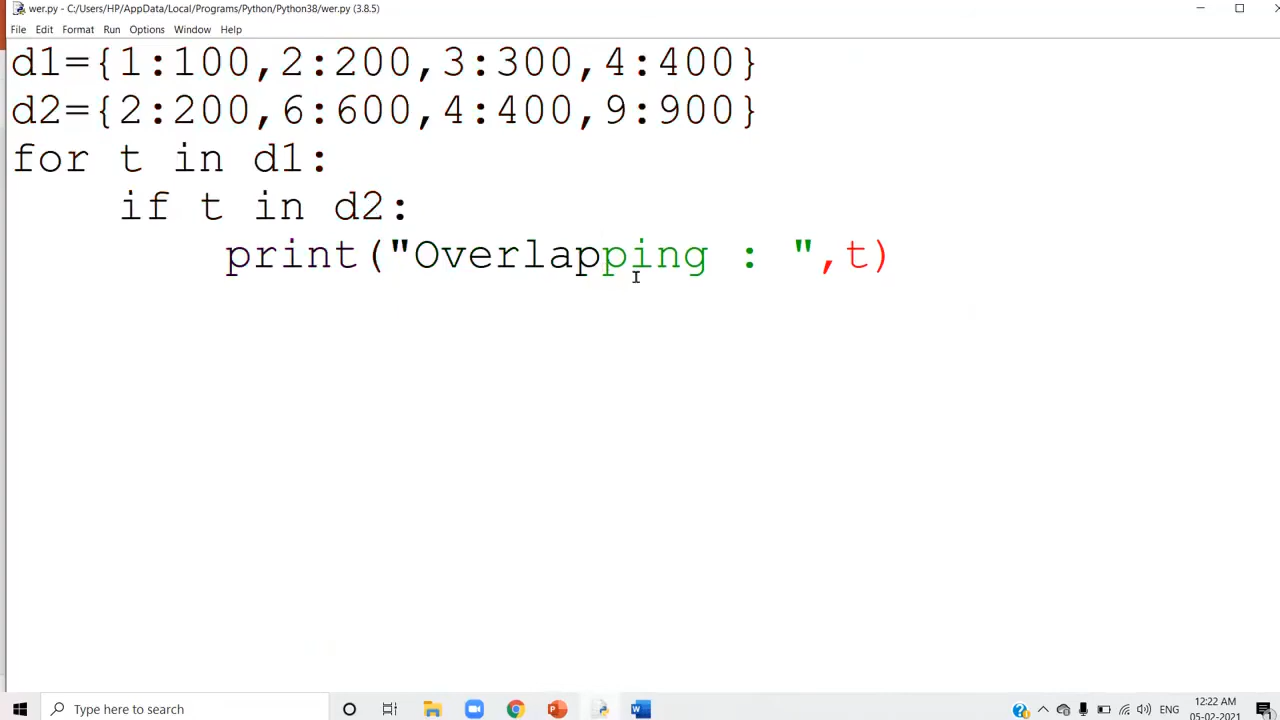 wer.py - C:/Users/HP/AppData/Local/Programs/Python/Python38/wer.py (3.8.5)
File Edit Format Run Options Window Help
d1={1:100,2:200,3:300,4:400}
d2={2:200,6:600,4:400,9:900}
for t in d1:
    if t in d2:
        print("Overlapping : ",t)
Type here to search
ENG
12:22 AM
05-02-2021